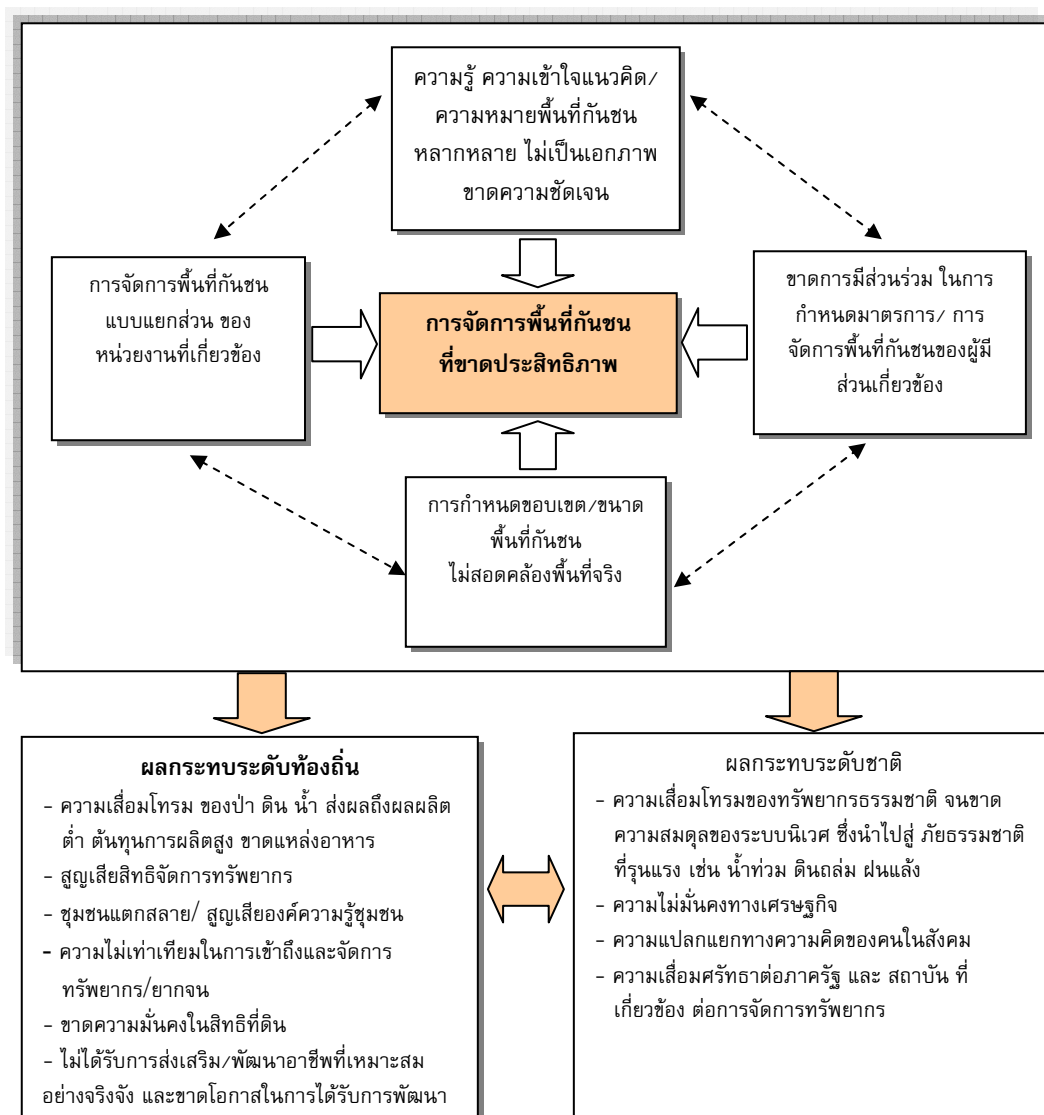 ความรู้ ความเข้าใจแนวคิด/
ความหมายพื้นที่กันชน
หลากหลาย ไม่เป็นเอกภาพ
ขาดความชัดเจน
การจัดการพื้นที่กันชน
แบบแยกส่วน ของ
หน่วยงานที่เกี่ยวข้อง
การจัดการพื้นที่กันชน
ที่ขาดประสิทธิภาพ
ขาดการมีส่วนร่วม ในการ
กำหนดมาตรการ/ การ
จัดการพื้นที่กันชนของผู้มี
ส่วนเกี่ยวข้อง
การกำหนดขอบเขต/ขนาด
พื้นที่กันชน
ไม่สอดคล้องพื้นที่จริง
ผลกระทบระดับท้องถิ่น
- ความเสื่อมโทรม ของป่า ดิน น้ำ ส่งผลถึงผลผลิต
ต่ำ ต้นทุนการผลิตสูง ขาดแหล่งอาหาร
- สูญเสียสิทธิจัดการทรัพยากร
- ชุมชนแตกสลาย/ สูญเสียองค์ความรู้ชุมชน
- ความไม่เท่าเทียมในการเข้าถึงและจัดการ
ทรัพยากร/ยากจน
- ขาดความมั่นคงในสิทธิที่ดิน
- ไม่ได้รับการส่งเสริม/พัฒนาอาชีพที่เหมาะสม
อย่างจริงจัง และขาดโอกาสในการได้รับการพัฒนา
ผลกระทบระดับชาติ
- ความเสื่อมโทรมของทรัพยากรธรรมชาติ จนขาด
ความสมดุลของระบบนิเวศ ซึ่งนำไปสู่ ภัยธรรมชาติ
ที่รุนแรง เช่น น้ำท่วม ดินถล่ม ฝนแล้ง
- ความไม่มั่นคงทางเศรษฐกิจ
- ความแปลกแยกทางความคิดของคนในสังคม
- ความเสื่อมศรัทธาต่อภาครัฐ และ สถาบัน ที่
เกี่ยวข้อง ต่อการจัดการทรัพยากร